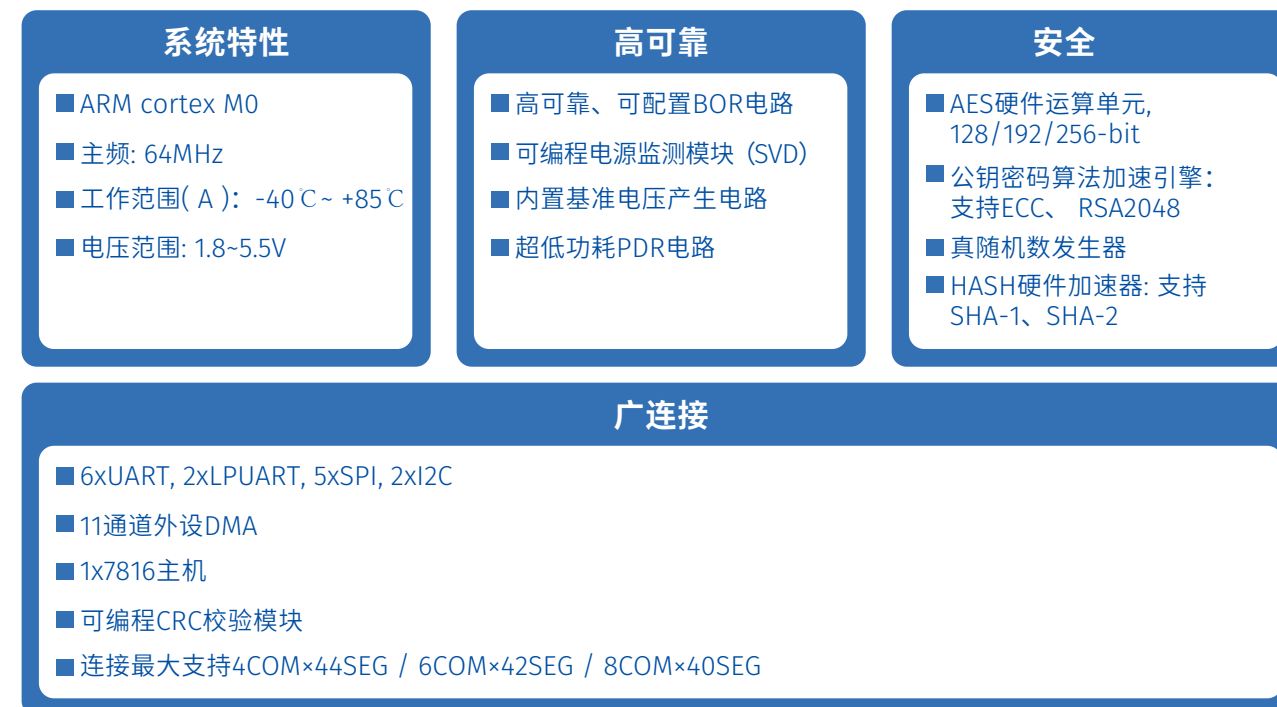 系统特性
ARM cortex M0
主频: 64MHz
工作范围( A ): -40℃~ +85℃
电压范围: 1.8~5.5V
高可靠
高可靠、可配置BOR电路
可编程电源监测模块 (SVD)
内置基准电压产生电路
超低功耗PDR电路
安全
AES硬件运算单元,
128/192/256-bit
公钥密码算法加速引擎:
支持ECC、 RSA2048
真随机数发生器
HASH硬件加速器: 支持
SHA-1、SHA-2
广连接
6xUART, 2xLPUART, 5xSPI, 2xI2C
11通道外设DMA
1x7816主机
可编程CRC校验模块
连接最大支持4COM×44SEG / 6COM×42SEG / 8COM×40SEG